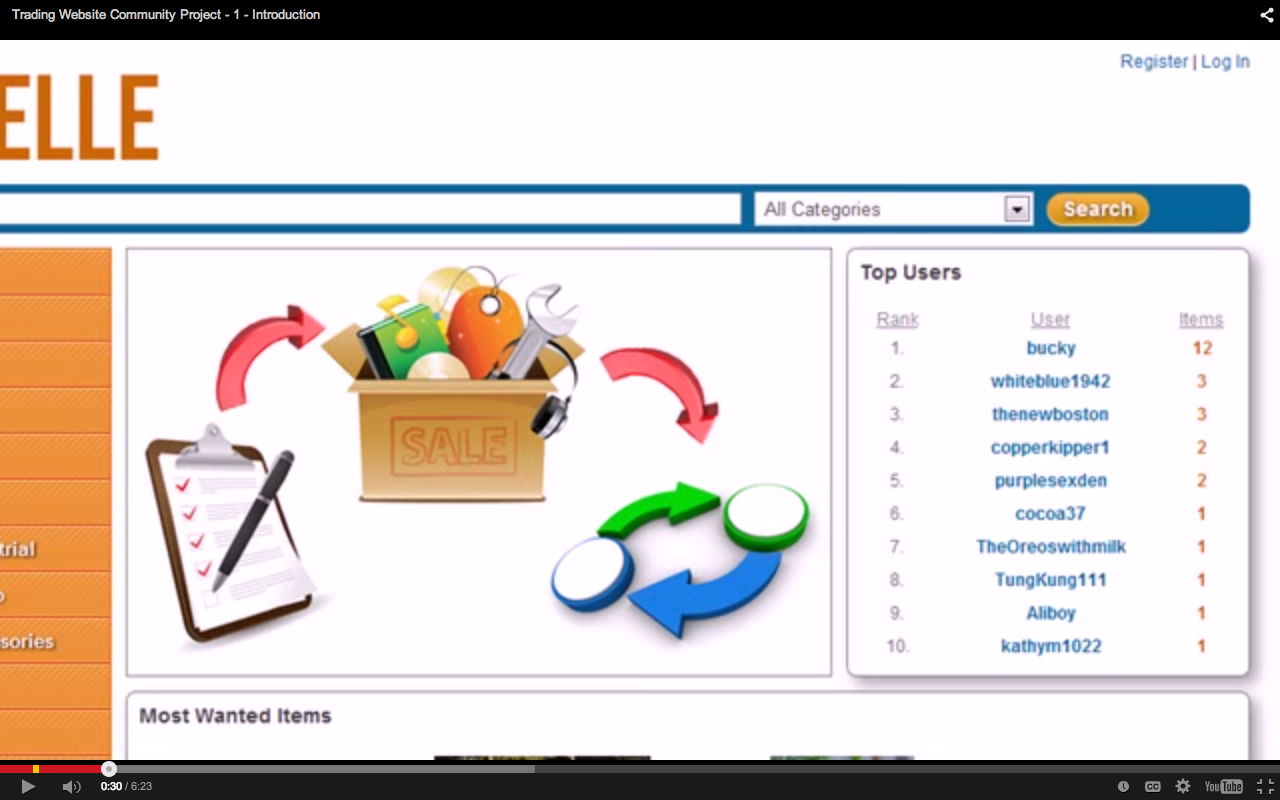 Trading Website Community Project - 1 - Introduction
Register | Log In
ELLE
All Categories
Search
Top Users
Rank User Items
1. bucky 12
2. whiteblue1942 3
3. thenewboston 3
4. copperkipper1 2
5. purplesexden 2
6. cocoa37 1
7. TheOreoswithmilk 1
8. TungKung111 1
9. Aliboy 1
10. kathym1022 1
SALE
trial
o
sories
Most Wanted Items
0:30 / 6:23
CC
YouTube